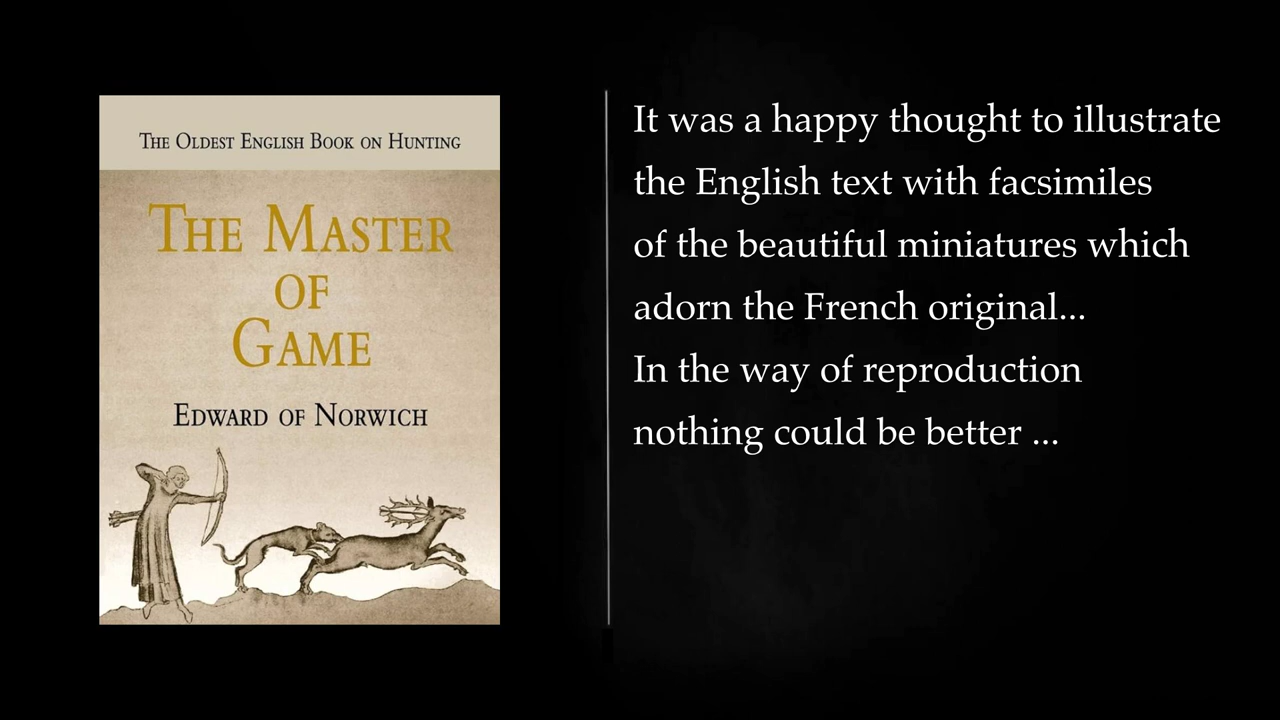 The Oldest English Book on Hunting
The Master
of
Game
Edward of Norwich
It was a happy thought to illustrate
the English text with facsimiles
of the beautiful miniatures which
adorn the French original...
In the way of reproduction
nothing could be better ...